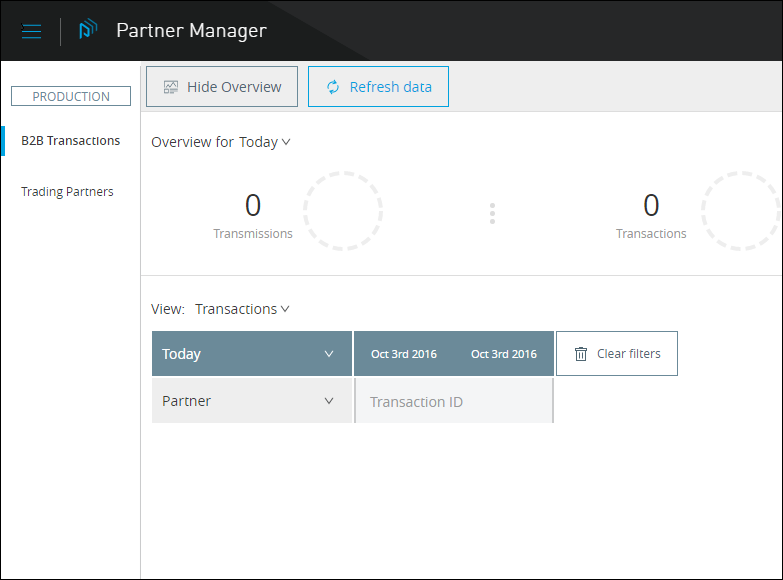 Partner Manager
PRODUCTION
Hide Overview
Refresh data
B2B Transactions
Trading Partners
Overview for Today
0
Transmissions
0
Transactions
View: Transactions
Today
Oct 3rd 2016 Oct 3rd 2016
Clear filters
Partner
Transaction ID